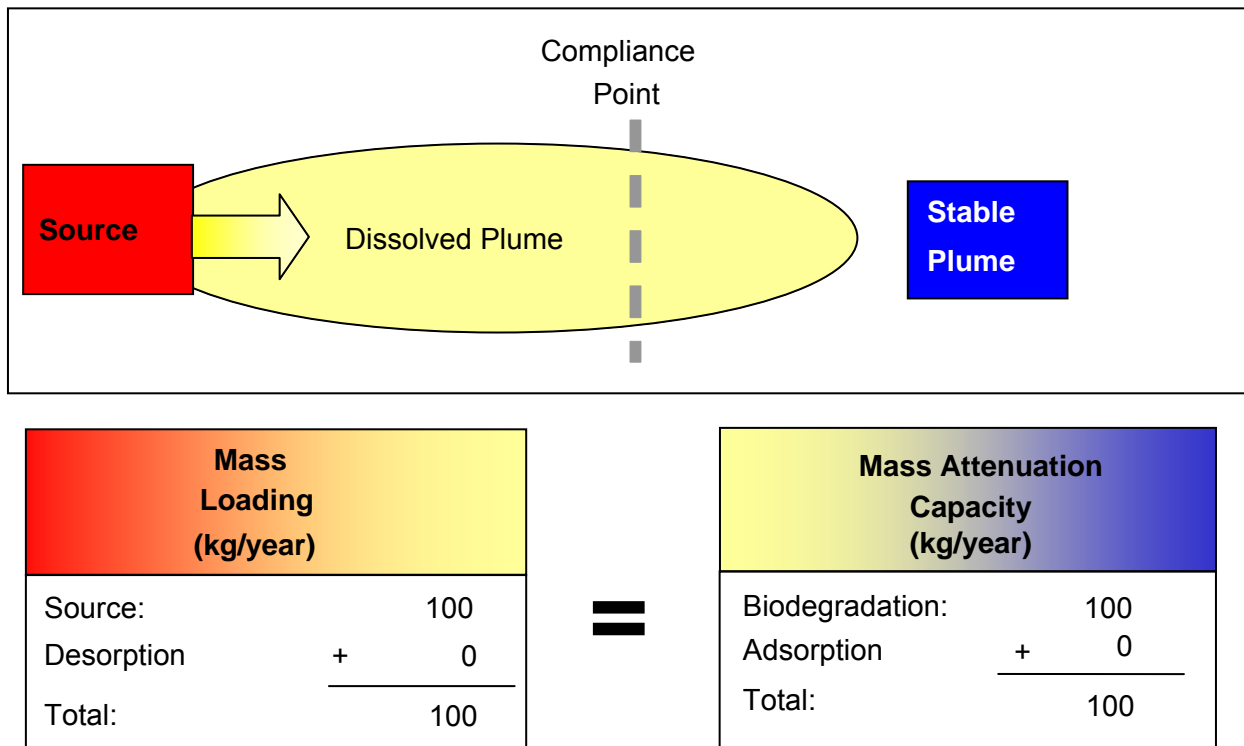 Compliance
Point
Source
Dissolved Plume
Stable
Plume
Mass
Loading
(kg/year)
Source: 100
Desorption + 0
Total: 100
=
Mass Attenuation
Capacity
(kg/year)
Biodegradation: 100
Adsorption + 0
Total: 100